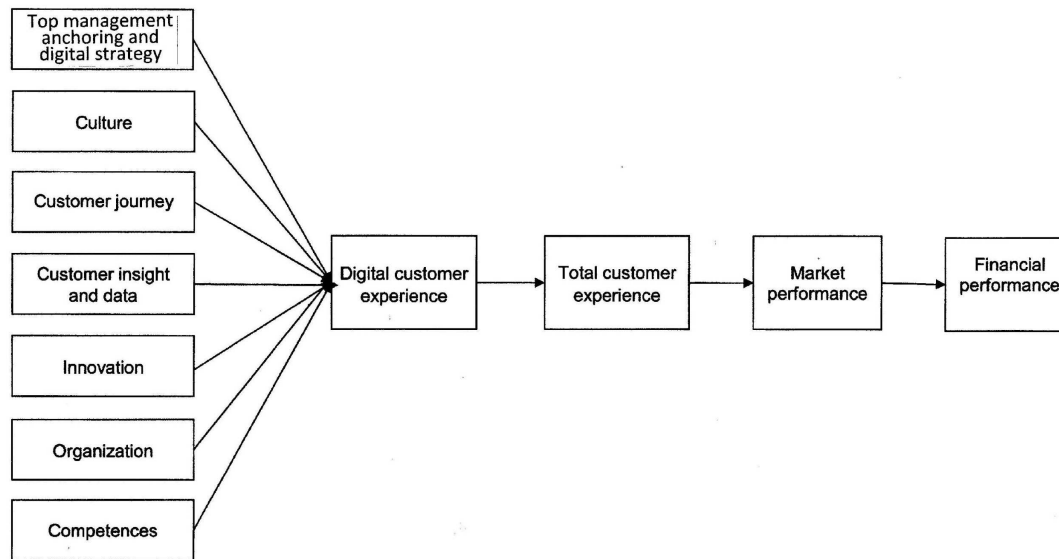 Top management
anchoring and
digital strategy
Culture
Customer journey
Customer insight
and data
Innovation
Organization
Competences
Digital customer
experience
Total customer
experience
Market
performance
Financial
performance